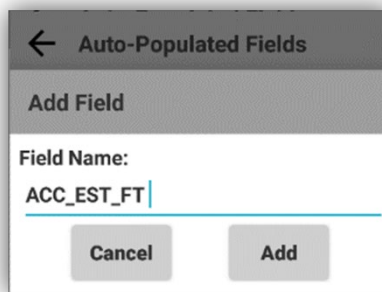 Auto-Populated Fields
Add Field
Field Name:
ACC_EST_FT
Cancel
Add